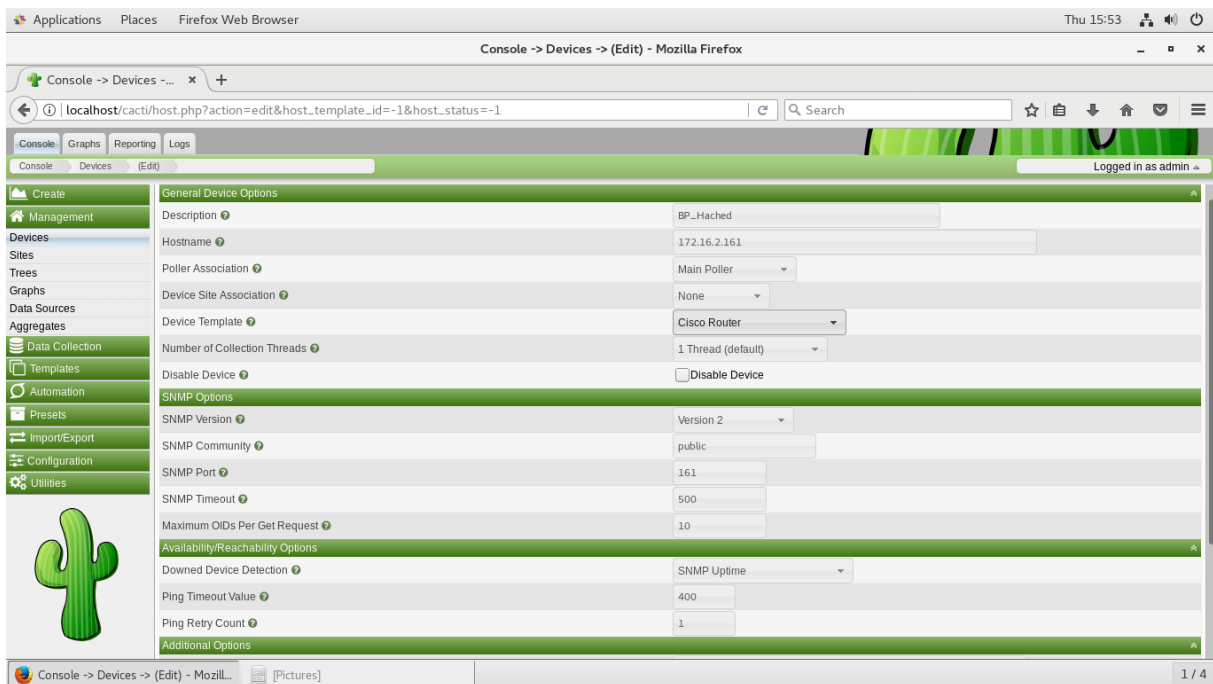 Applications Places Firefox Web Browser Thu 15:53
Console -> Devices -> (Edit) - Mozilla Firefox
Console -> Devices -...
localhost/cacti/host.php?action=edit&host_template_id=-1&host_status=-1 Search
Console Graphs Reporting Logs
Console Devices (Edit) Logged in as admin
Create General Device Options
Management Description BP_Hached
Devices Hostname 172.16.2.161
Sites
Trees Poller Association Main Poller
Graphs Device Site Association None
Data Sources
Aggregates Device Template Cisco Router
Data Collection Number of Collection Threads 1 Thread (default)
Templates Disable Device Disable Device
Automation SNMP Options
Presets SNMP Version Version 2
Import/Export SNMP Community public
Configuration SNMP Port 161
Utilities SNMP Timeout 500
Maximum OIDs Per Get Request 10
Availability/Reachability Options
Downed Device Detection SNMP Uptime
Ping Timeout Value 400
Ping Retry Count 1
Additional Options
Console -> Devices -> (Edit) - Mozill... [Pictures] 1 / 4